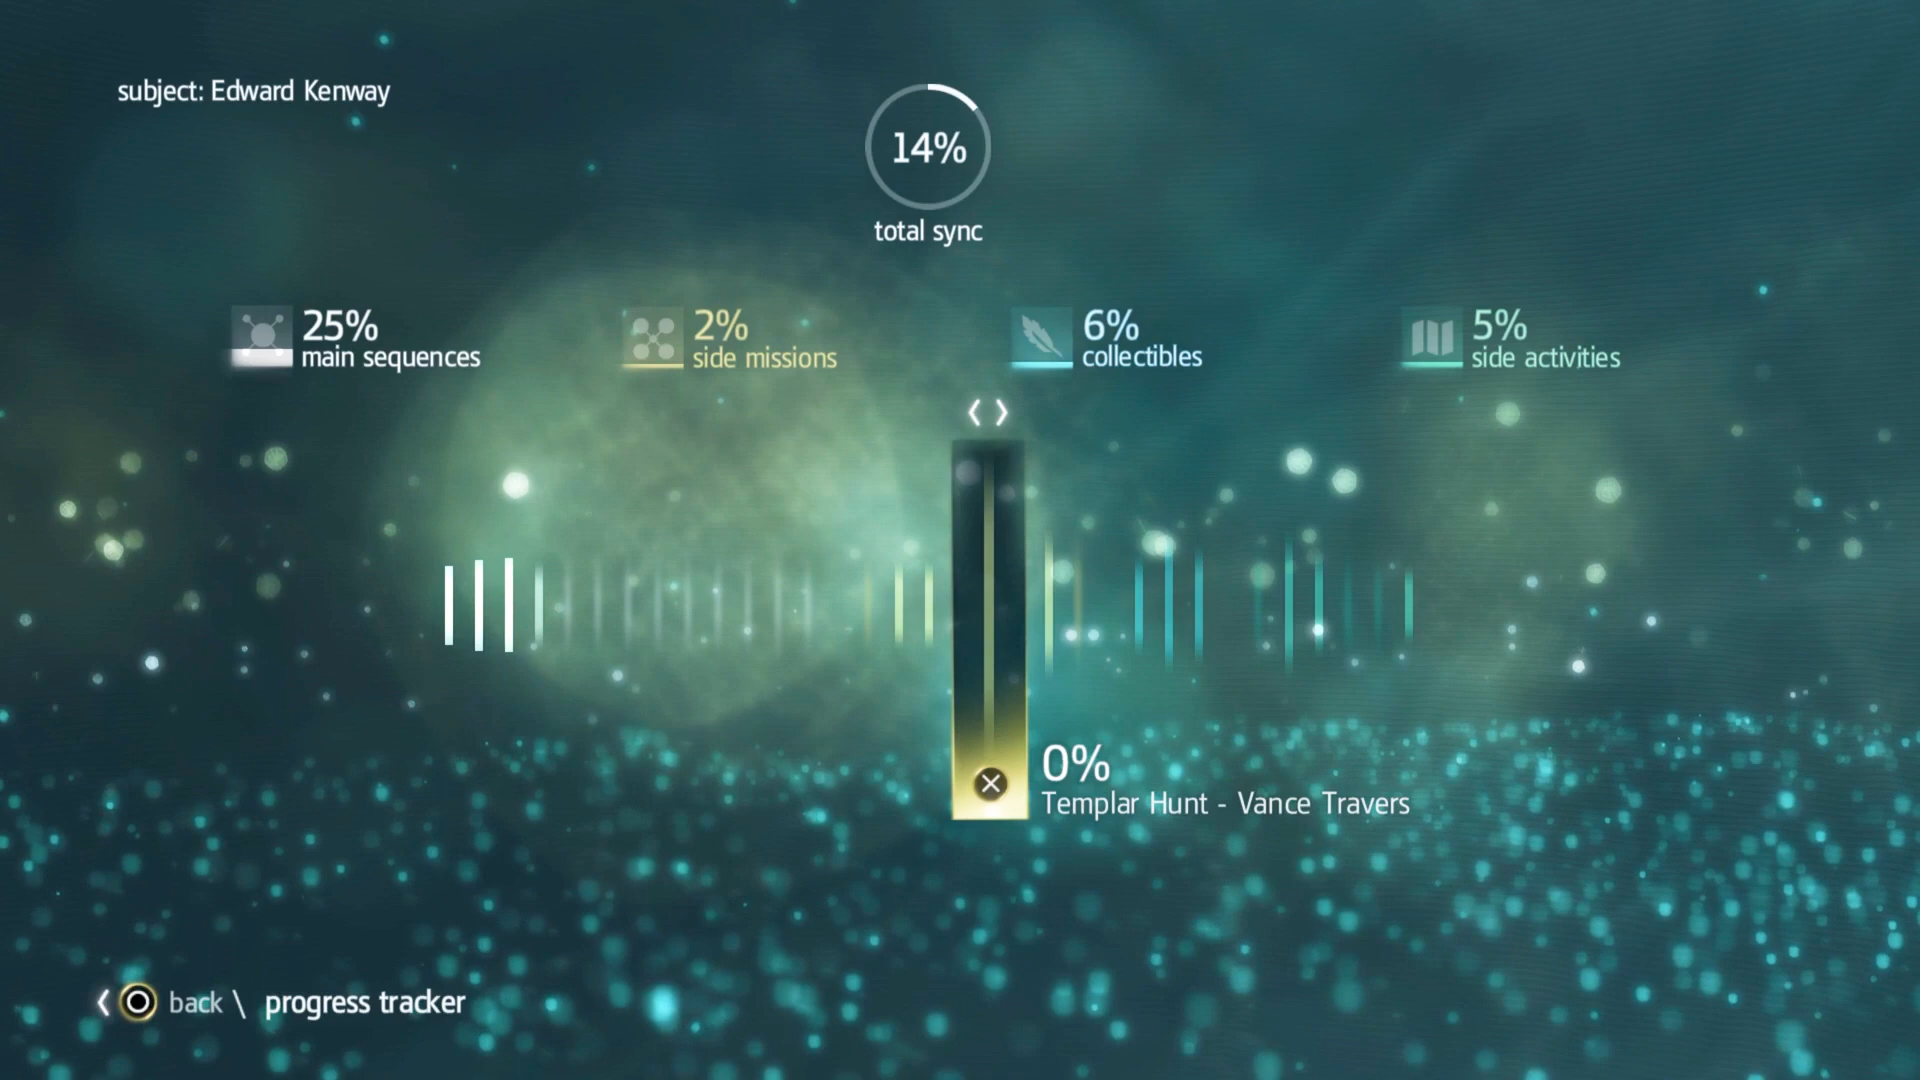 subject: Edward Kenway
14%
total sync
25%
main sequences
2%
side missions
6%
collectibles
5%
side activities
0%
Templar Hunt - Vance Travers
back \ progress tracker